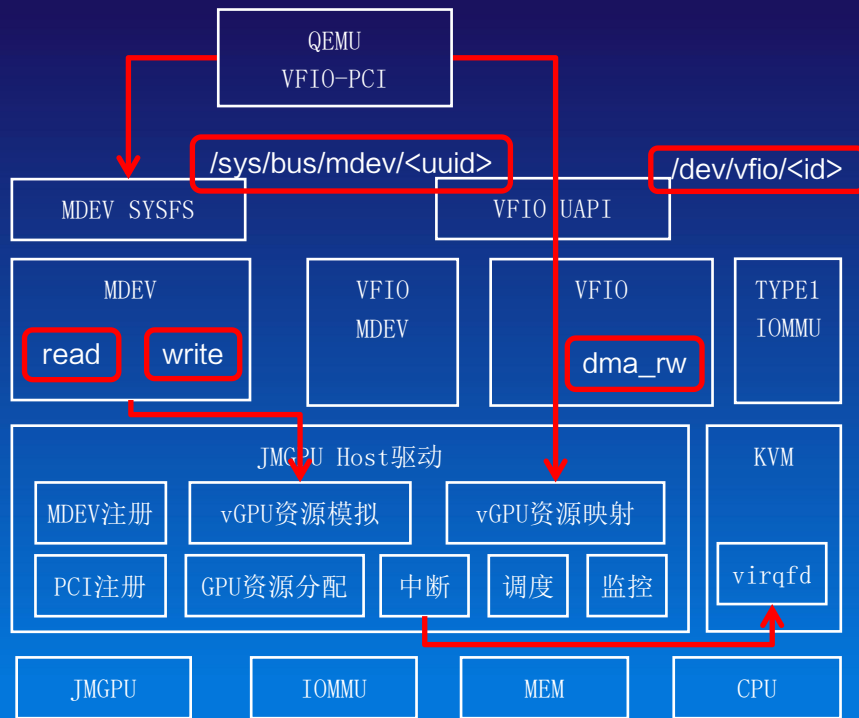 QEMU
VFIO-PCI
/sys/bus/mdev/<uuid>
/dev/vfio/<id>
MDEV SYSFS
VFIO UAPI
MDEV
read
write
VFIO
MDEV
VFIO
dma_rw
TYPE1
IOMMU
JMGPU Host驱动
MDEV注册
vGPU资源模拟
vGPU资源映射
PCI注册
GPU资源分配
中断
调度
监控
KVM
virqfd
JMGPU
IOMMU
MEM
CPU